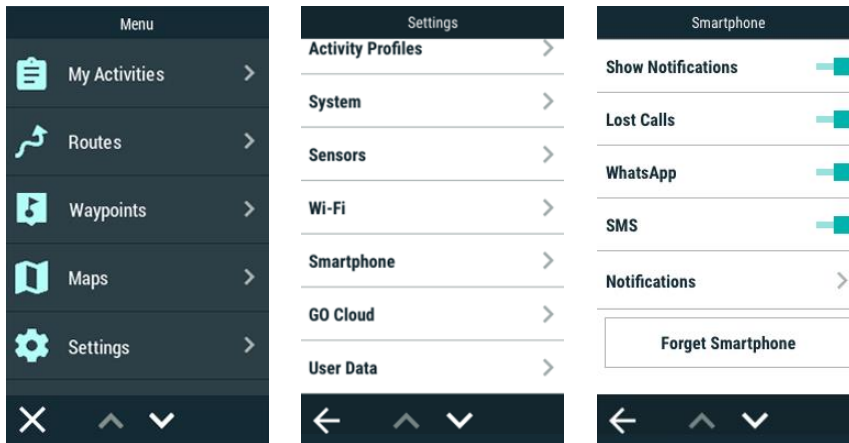 Menu
My Activities
Routes
Waypoints
Maps
Settings
Settings
Activity Profiles
System
Sensors
Wi-Fi
Smartphone
GO Cloud
User Data
Smartphone
Show Notifications
Lost Calls
WhatsApp
SMS
Notifications
Forget Smartphone